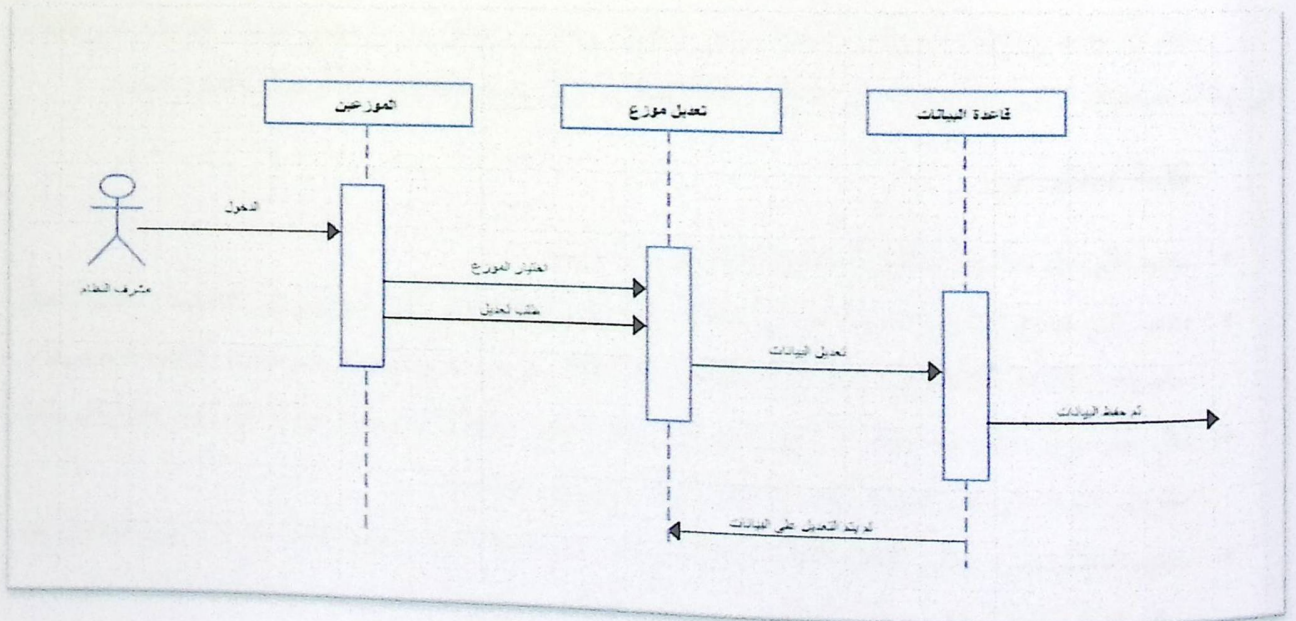 الموزعين
تعديل موزع
قاعدة البيانات
الدخول
مشرف النظام
اختيار الموزع
طلب تعديل
تعديل البيانات
تم حفظ البيانات
لم يتم التعديل على البيانات